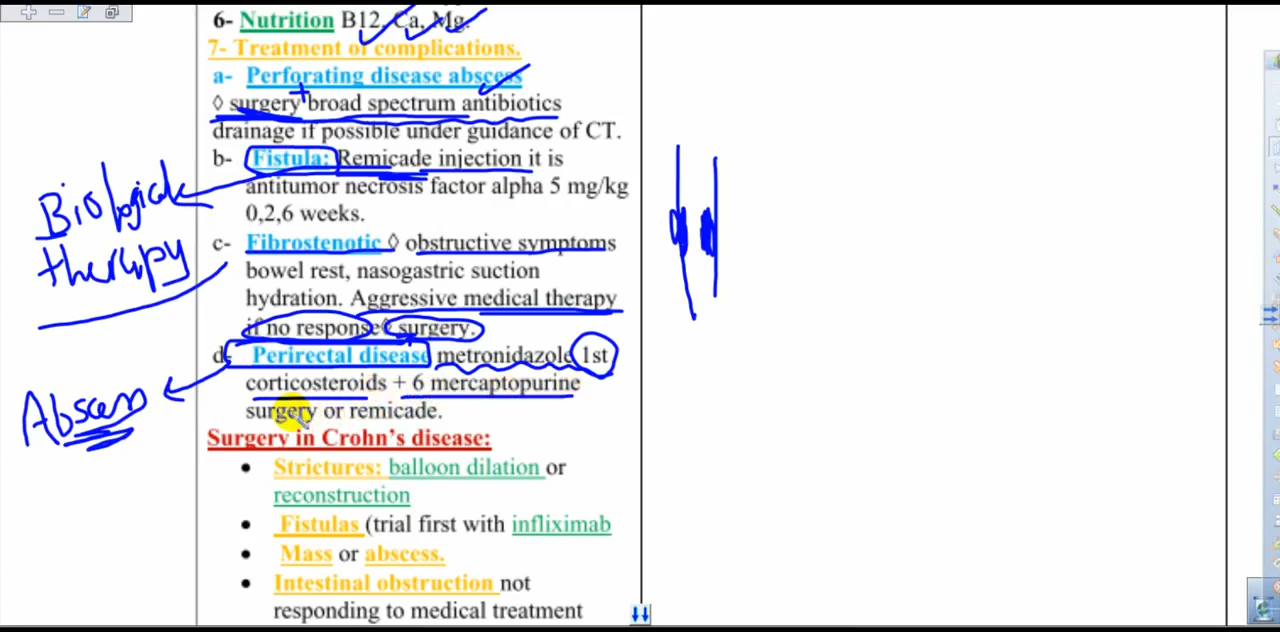 6- Nutrition B12, Ca, Mg.
7- Treatment of complications.
a- Perforating disease abscess
◊ surgery + broad spectrum antibiotics
drainage if possible under guidance of CT.
b- Fistula: Remicade injection it is
antitumor necrosis factor alpha 5 mg/kg
0,2,6 weeks.
c- Fibrostenotic ◊ obstructive symptoms
bowel rest, nasogastric suction
hydration. Aggressive medical therapy
if no response ◊ surgery.
d- Perirectal disease metronidazole 1st
corticosteroids + 6 mercaptopurine
surgery or remicade.
Surgery in Crohn's disease:
• Strictures: balloon dilation or
reconstruction
• Fistulas (trial first with infliximab
• Mass or abscess.
• Intestinal obstruction not
responding to medical treatment
Biological
therapy
Abscess